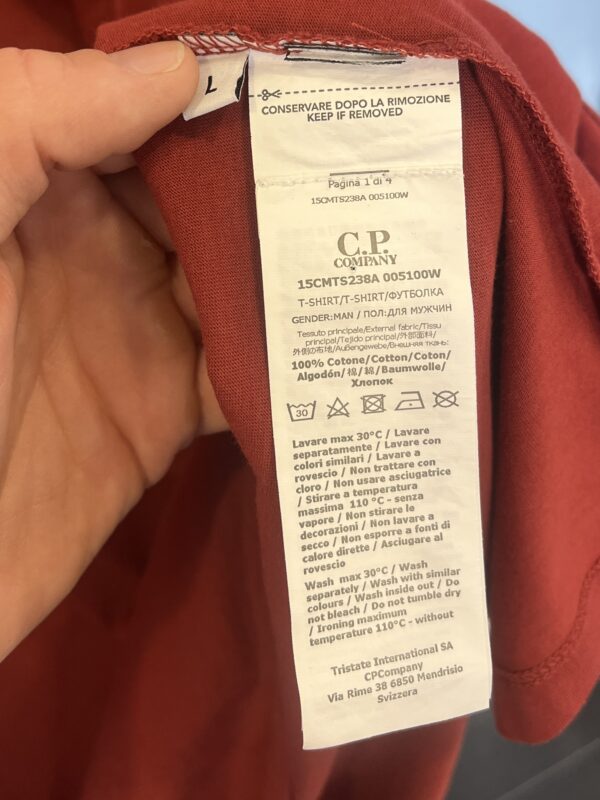 L
CONSERVARE DOPO LA RIMOZIONE
KEEP IF REMOVED
Pagina 1 di 4
15CMTS238A 005100W
C.P.
COMPANY
15CMTS238A 005100W
T-SHIRT/T-SHIRT/ФУТБОЛКА
GENDER:MAN / ПОЛ:ДЛЯ МУЖЧИН
Tessuto principale/External fabric/Tissu
principal/Tejido principal/外部面料/
外側の布地/Außengewebe/Внешняя ткань:
100% Cotone/Cotton/Coton/
Algodón/棉/綿/Baumwolle/
Хлопок
30
Lavare max 30°C / Lavare
separatamente / Lavare con
colori similari / Lavare a
rovescio / Non trattare con
cloro / Non usare asciugatrice
/ Stirare a temperatura
massima 110 °C - senza
vapore / Non stirare le
decorazioni / Non lavare a
secco / Non esporre a fonti di
calore dirette / Asciugare al
rovescio
Wash max 30°C / Wash
separately / Wash with similar
colours / Wash inside out / Do
not bleach / Do not tumble dry
/ Ironing maximum
temperature 110°C - without
Tristate International SA
CPCompany
Via Rime 38 6850 Mendrisio
Svizzera